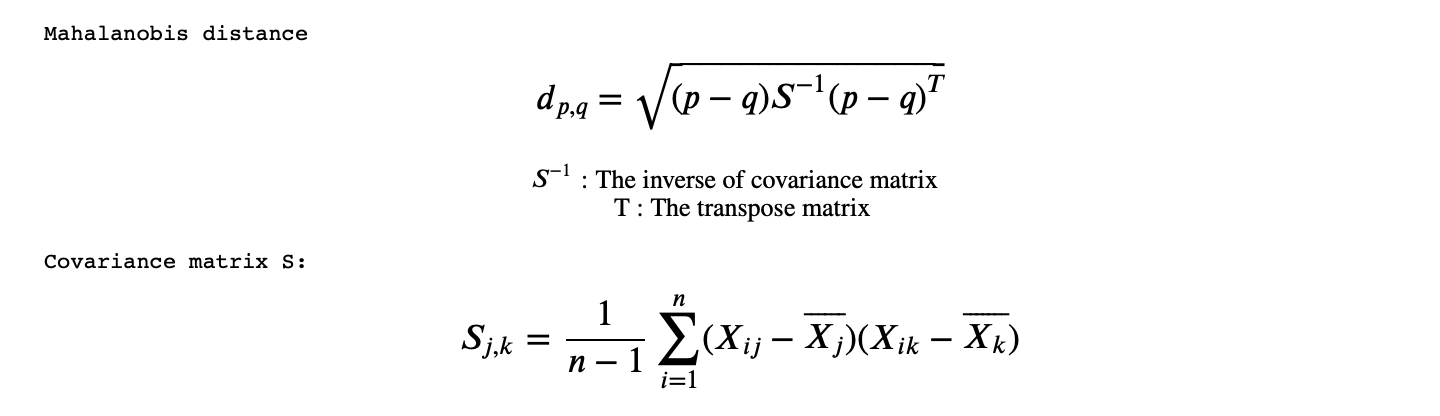 Mahalanobis distance
d_{p,q} = \sqrt{(p − q)S^{−1}(p − q)^T}
S^{−1} : The inverse of covariance matrix
T : The transpose matrix
Covariance matrix S:
S_{j,k} = \frac{1}{n − 1} \sum_{i=1}^{n} (X_{ij} − \overline{X_j})(X_{ik} − \overline{X_k})